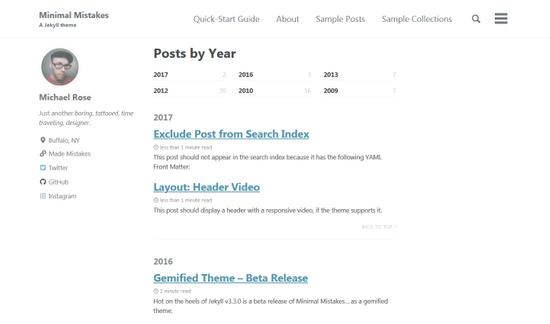 Minimal Mistakes
A Jekyll theme
Quick-Start Guide About Sample Posts Sample Collections
Michael Rose
Just another boring, tattooed, time
traveling, designer.
Buffalo, NY
Made Mistakes
Twitter
GitHub
Instagram
Posts by Year
2017 2 2016 3 2013 7
2012 30 2010 16 2009 7
2017
Exclude Post from Search Index
less than 1 minute read
This post should not appear in the search index because it has the following YAML
Front Matter:
Layout: Header Video
less than 1 minute read
This post should display a header with a responsive video, if the theme supports it.
BACK TO TOP ↑
2016
Gemified Theme – Beta Release
2 minute read
Hot on the heels of Jekyll v3.3.0 is a beta release of Minimal Mistakes... as a gemified
theme.